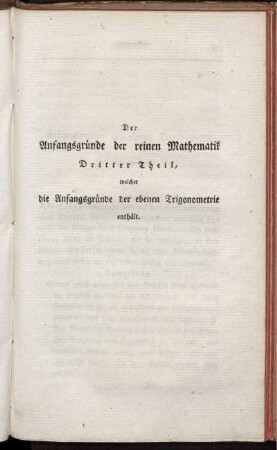 Der
Anfangsgründe der reinen Mathematik
Dritter Theil,
welcher
die Anfangsgründe der ebenen Trigonometrie
enthält.